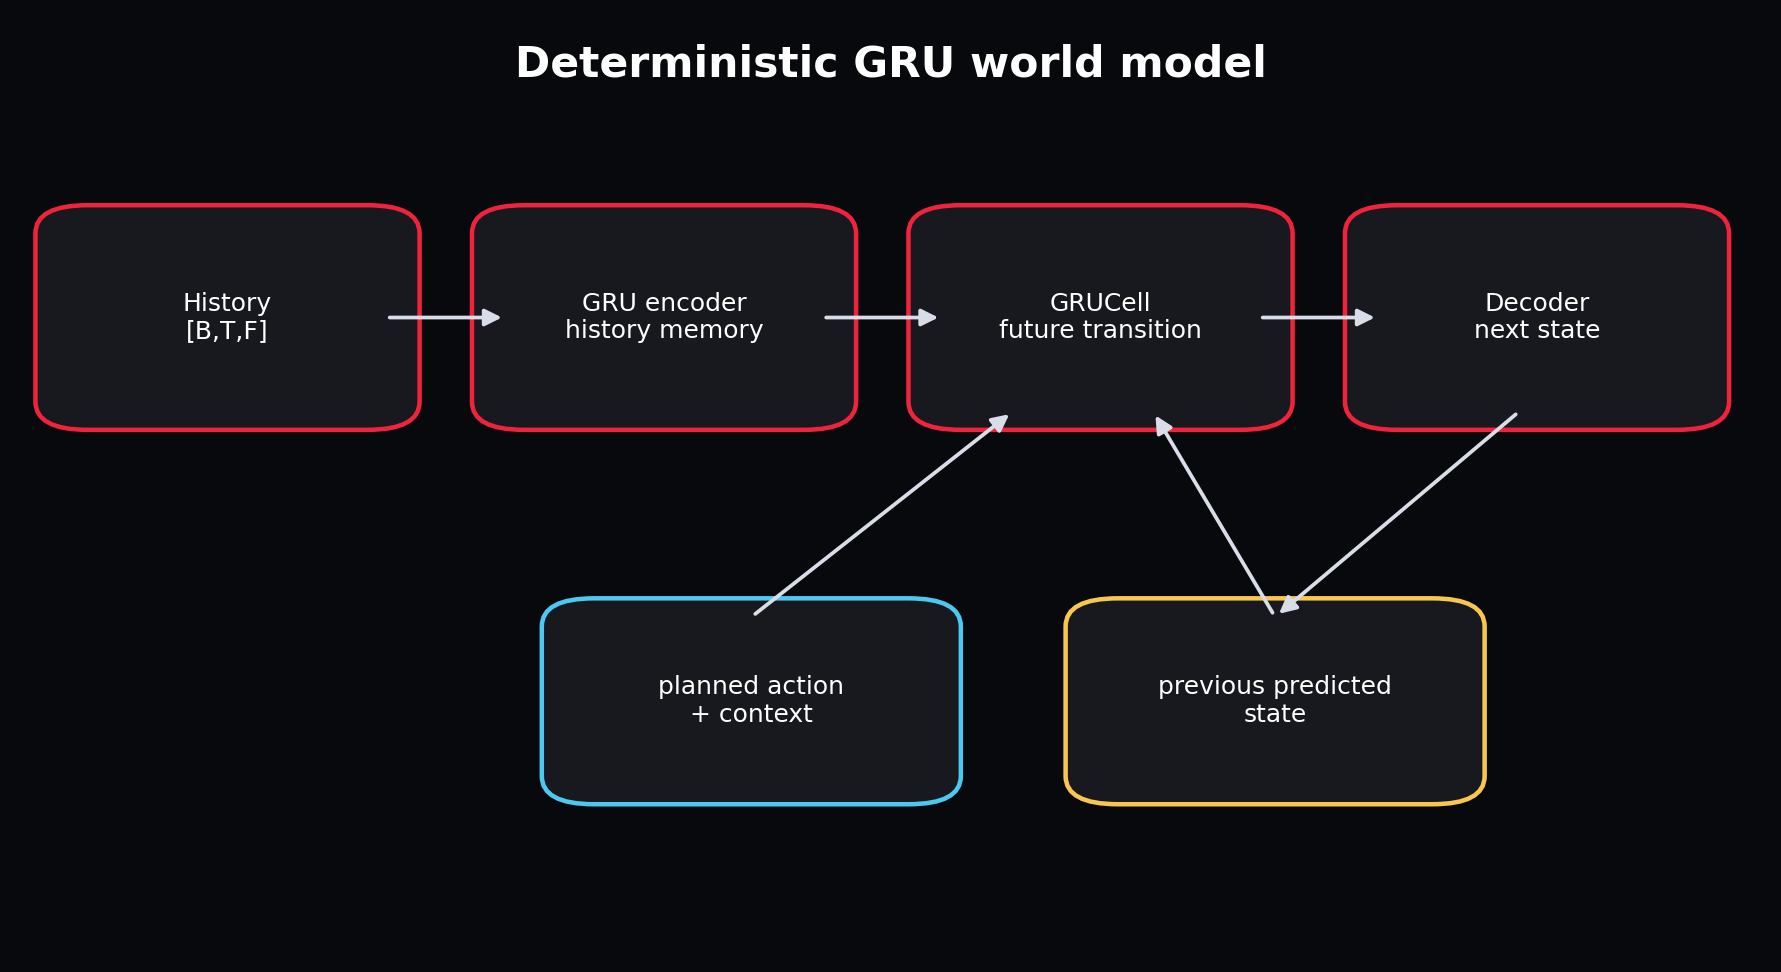 Deterministic GRU world model
History
[B,T,F]
GRU encoder
history memory
GRUCell
future transition
Decoder
next state
planned action
+ context
previous predicted
state